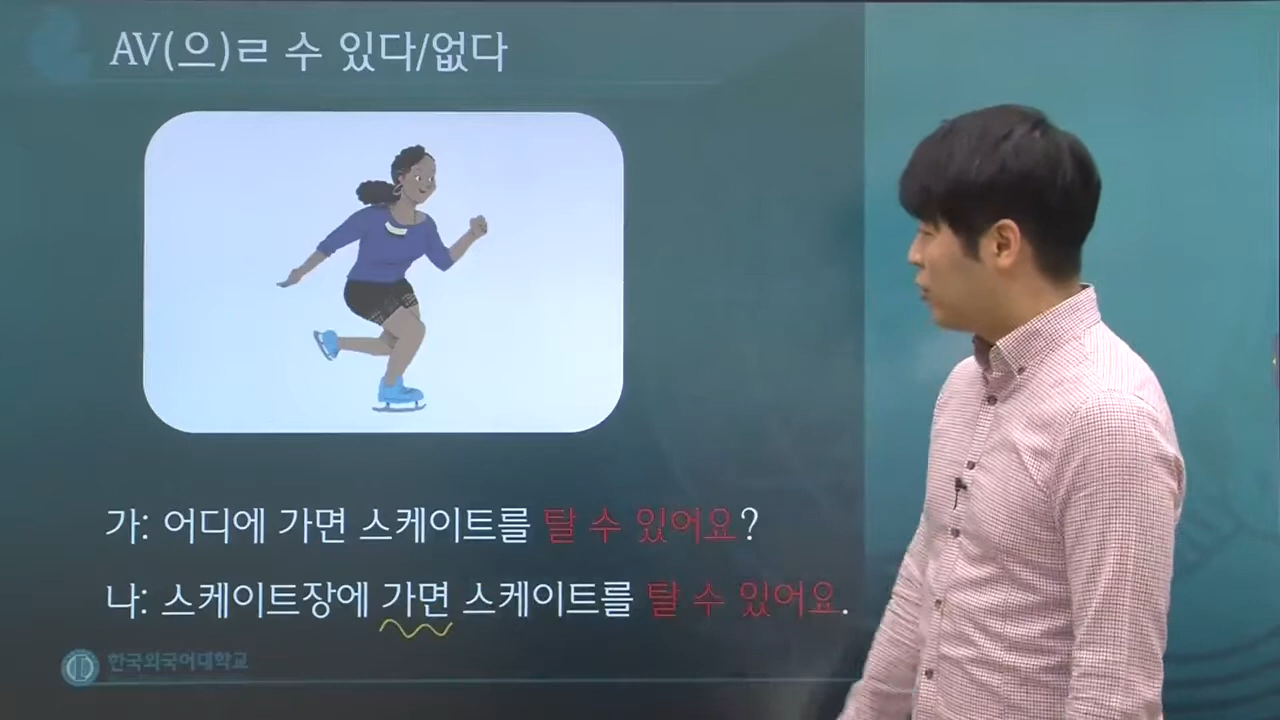 AV(으)ㄹ 수 있다/없다
가: 어디에 가면 스케이트를 탈 수 있어요?
나: 스케이트장에 가면 스케이트를 탈 수 있어요.
한국외국어대학교